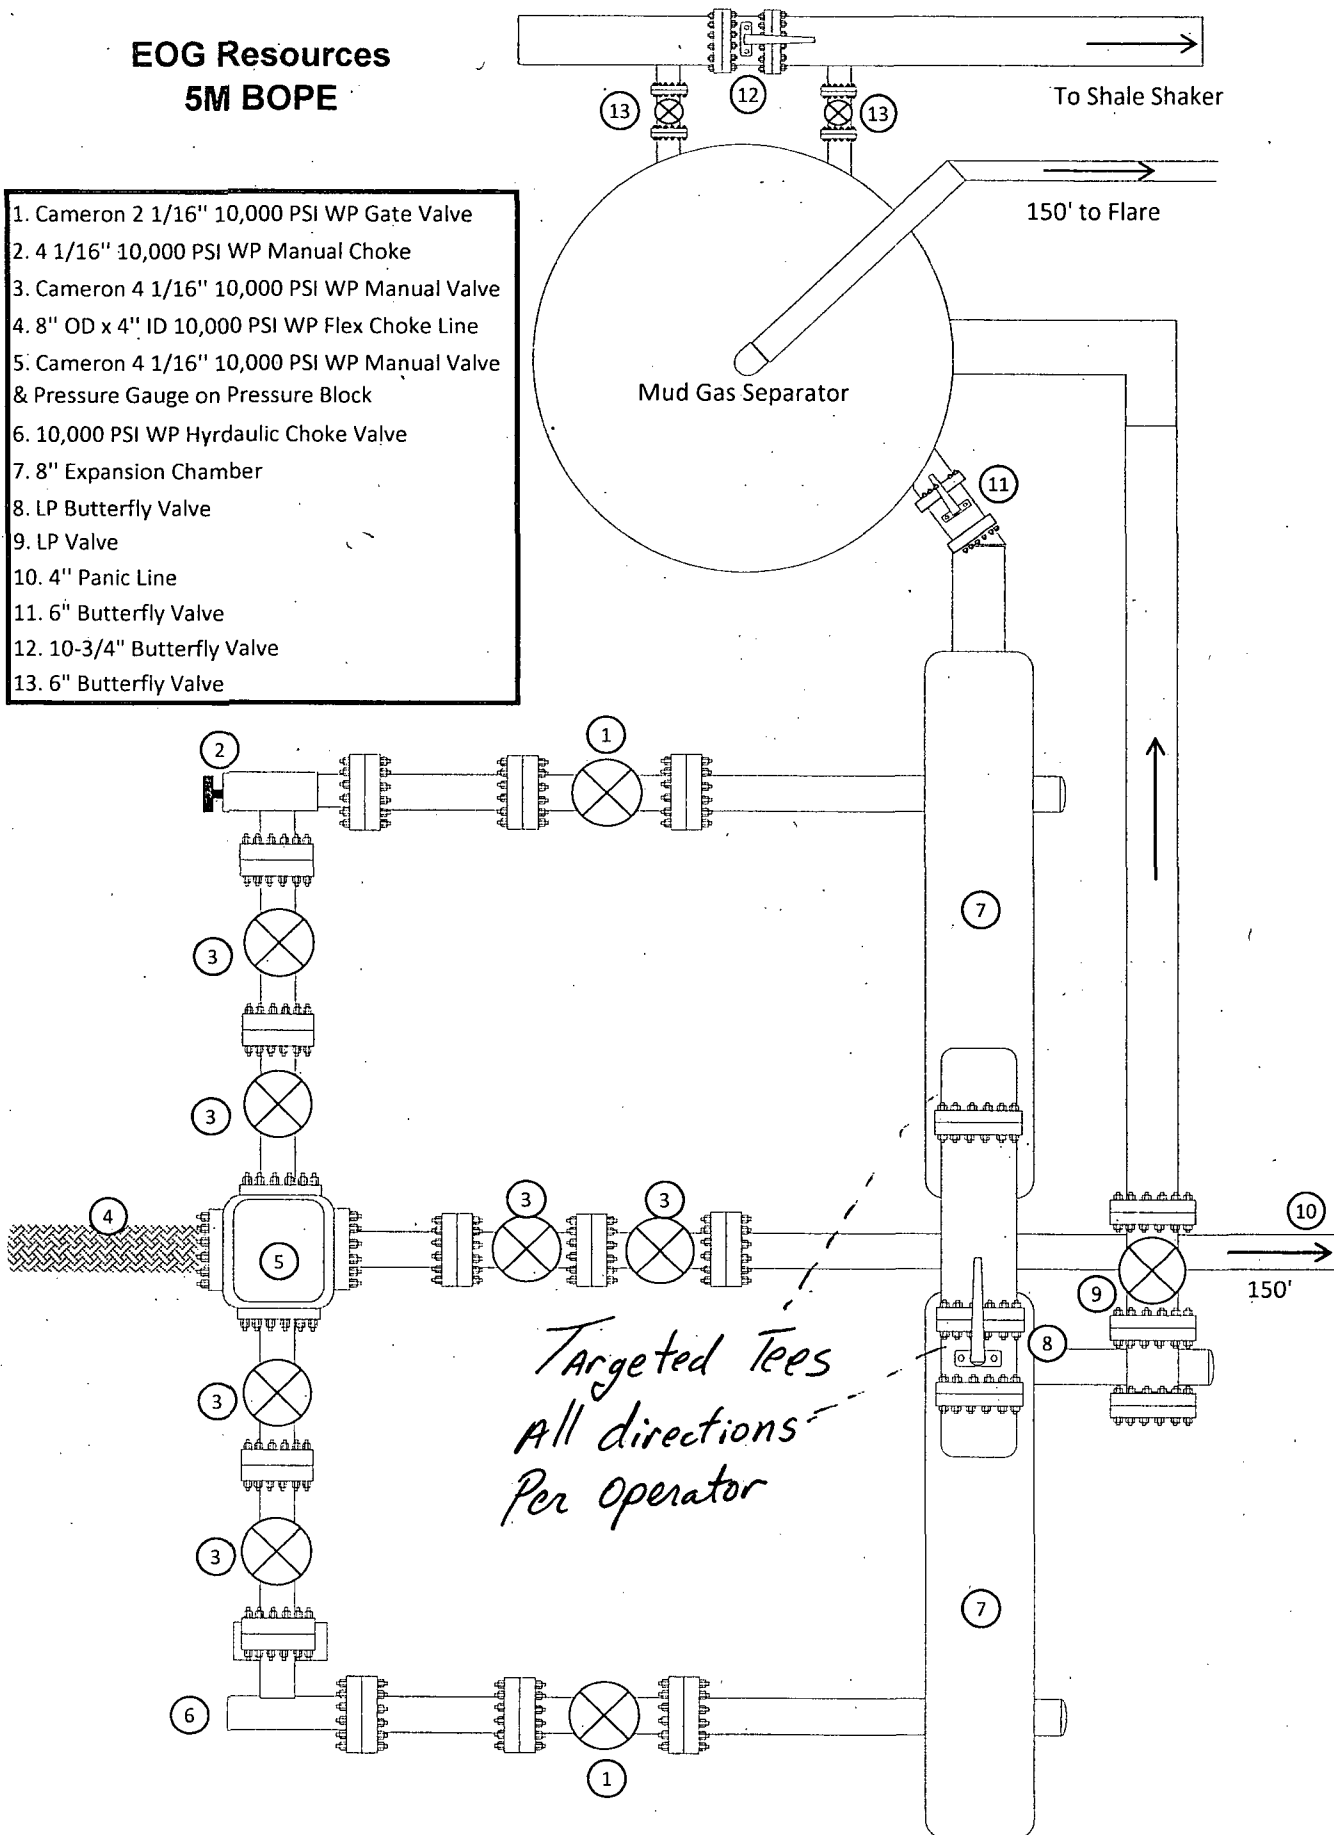 EOG Resources
5M BOPE
12
13
13
To Shale Shaker
150' to Flare
1. Cameron 2 1/16" 10,000 PSI WP Gate Valve
2. 4 1/16" 10,000 PSI WP Manual Choke
3. Cameron 4 1/16" 10,000 PSI WP Manual Valve
4. 8" OD x 4" ID 10,000 PSI WP Flex Choke Line
5. Cameron 4 1/16" 10,000 PSI WP Manual Valve
& Pressure Gauge on Pressure Block
6. 10,000 PSI WP Hyrdaulic Choke Valve
7. 8" Expansion Chamber
8. LP Butterfly Valve
9. LP Valve
10. 4" Panic Line
11. 6" Butterfly Valve
12. 10-3/4" Butterfly Valve
13. 6" Butterfly Valve
Mud Gas Separator
11
2
1
3
7
3
4
5
3
3
10
150'
9
8
Targeted Tees
All directions
Per Operator
3
3
7
6
1